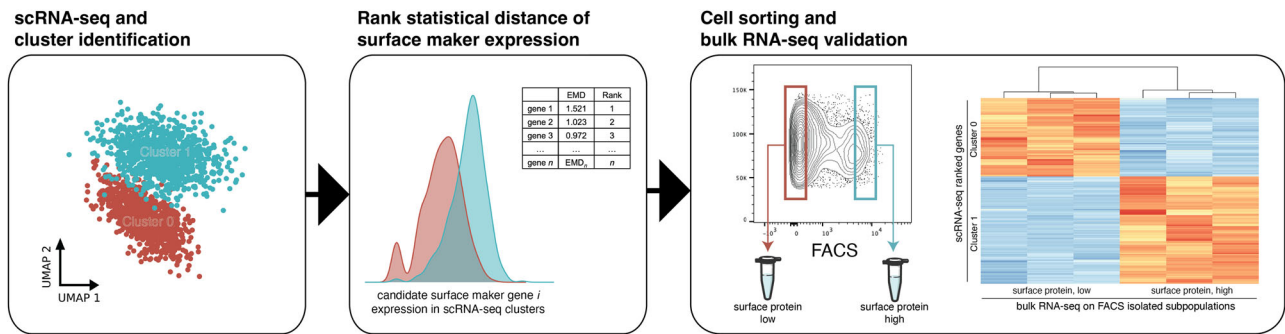 scRNA-seq and
cluster identification
Cluster 1
Cluster 0
UMAP 2
UMAP 1
Rank statistical distance of
surface maker expression
EMD Rank
gene 1 1.521 1
gene 2 1.023 2
gene 3 0.972 3
... ... ...
gene n EMDn n
candidate surface maker gene i
expression in scRNA-seq clusters
Cell sorting and
bulk RNA-seq validation
150K
100K
50K
0
10³ 0 10³ 10⁴
FACS
surface protein
low
surface protein
high
scRNA-seq ranked genes
Cluster 0
Cluster 1
surface protein, low
surface protein, high
bulk RNA-seq on FACS isolated subpopulations